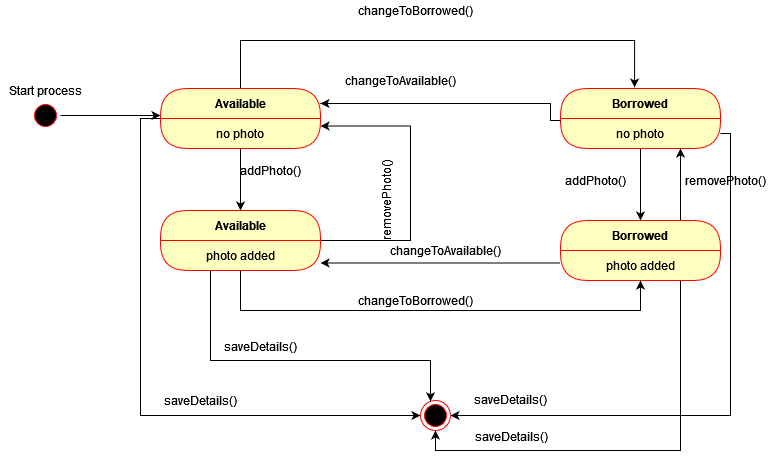 changeToBorrowed()
changeToAvailable()
Start process
Available
no photo
Borrowed
no photo
addPhoto()
removePhoto()
addPhoto()
removePhoto()
Available
photo added
Borrowed
photo added
changeToAvailable()
changeToBorrowed()
saveDetails()
saveDetails()
saveDetails()
saveDetails()